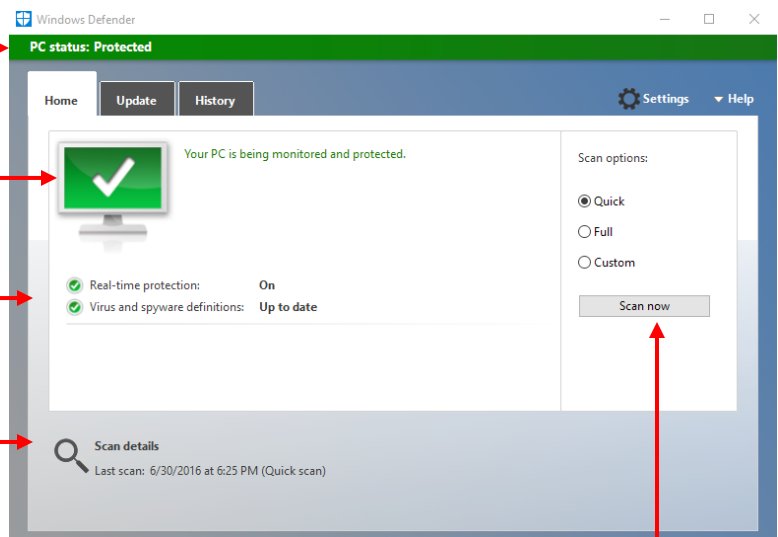 Windows Defender
PC status: Protected
Home Update History Settings Help
Your PC is being monitored and protected.
Real-time protection: On
Virus and spyware definitions: Up to date
Scan options:
Quick
Full
Custom
Scan now
Scan details
Last scan: 6/30/2016 at 6:25 PM (Quick scan)